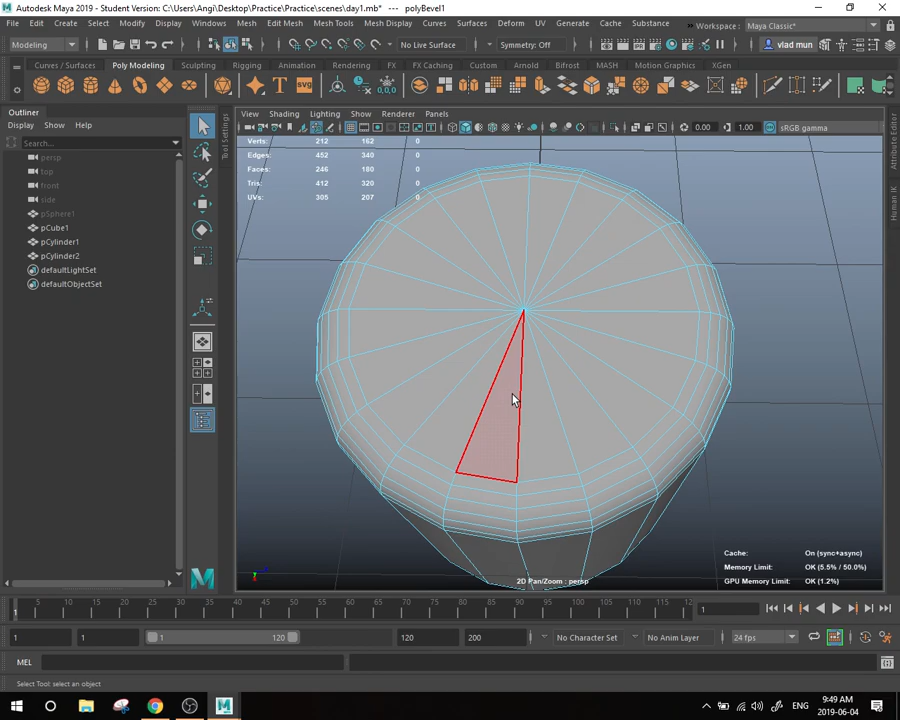 Autodesk Maya 2019 - Student Version: C:\Users\Angi\Desktop\Practice\Practice\scenes\day1.mb*  ---  polyBevel1
File Edit Create Select Modify Display Windows Mesh Edit Mesh Mesh Tools Mesh Display Curves Surfaces Deform UV Generate Cache Substance Workspace : Maya Classic*
Modeling No Live Surface Symmetry: Off vlad mun
Curves / Surfaces Poly Modeling Sculpting Rigging Animation Rendering FX FX Caching Custom Arnold Bifrost MASH Motion Graphics XGen
Outliner
Display Show Help
Search...
persp
top
front
side
pSphere1
pCube1
pCylinder1
pCylinder2
defaultLightSet
defaultObjectSet
Tool Settings
View Shading Lighting Show Renderer Panels
0.00 1.00 sRGB gamma
Verts: 212 162 0
Edges: 452 340 0
Faces: 246 180 0
Tris: 412 320 0
UVs: 305 207 0
Attribute Editor
Human IK
Cache: On (sync+async)
Memory Limit: OK (5.5% / 50.0%)
GPU Memory Limit: OK (1.2%)
2D Pan/Zoom : persp
1 5 10 15 20 25 30 35 40 45 50 55 60 65 70 75 80 85 90 95 100 105 110 115 12 1
1 1 1 120 120 200 No Character Set No Anim Layer 24 fps
MEL
Select Tool: select an object
ENG 9:49 AM
2019-06-04